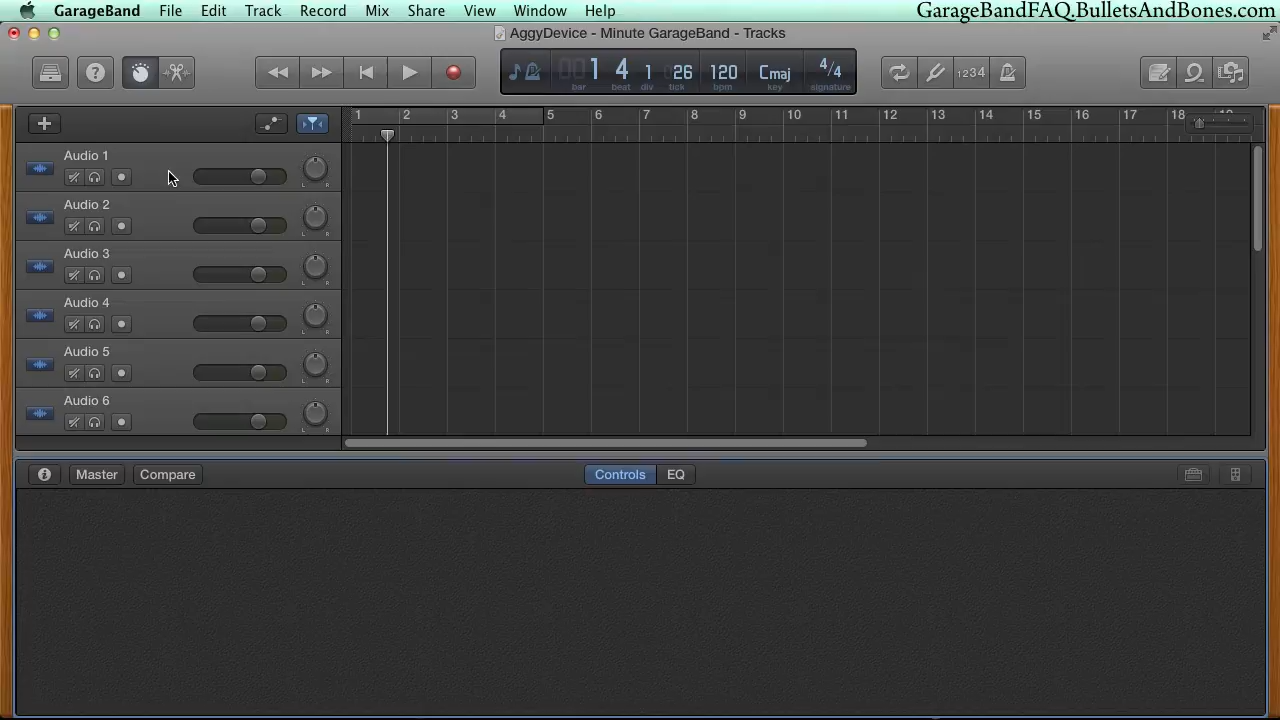 GarageBand File Edit Track Record Mix Share View Window Help GarageBandFAQ.BulletsAndBones.com
AggyDevice - Minute GarageBand - Tracks
? 00 1 4 1 26 120 Cmaj 4/4 1234
bar beat div tick bpm key signature
1 2 3 4 5 6 7 8 9 10 11 12 13 14 15 16 17 18
Audio 1
L R
Audio 2
L R
Audio 3
L R
Audio 4
L R
Audio 5
L R
Audio 6
L R
Master Compare Controls EQ